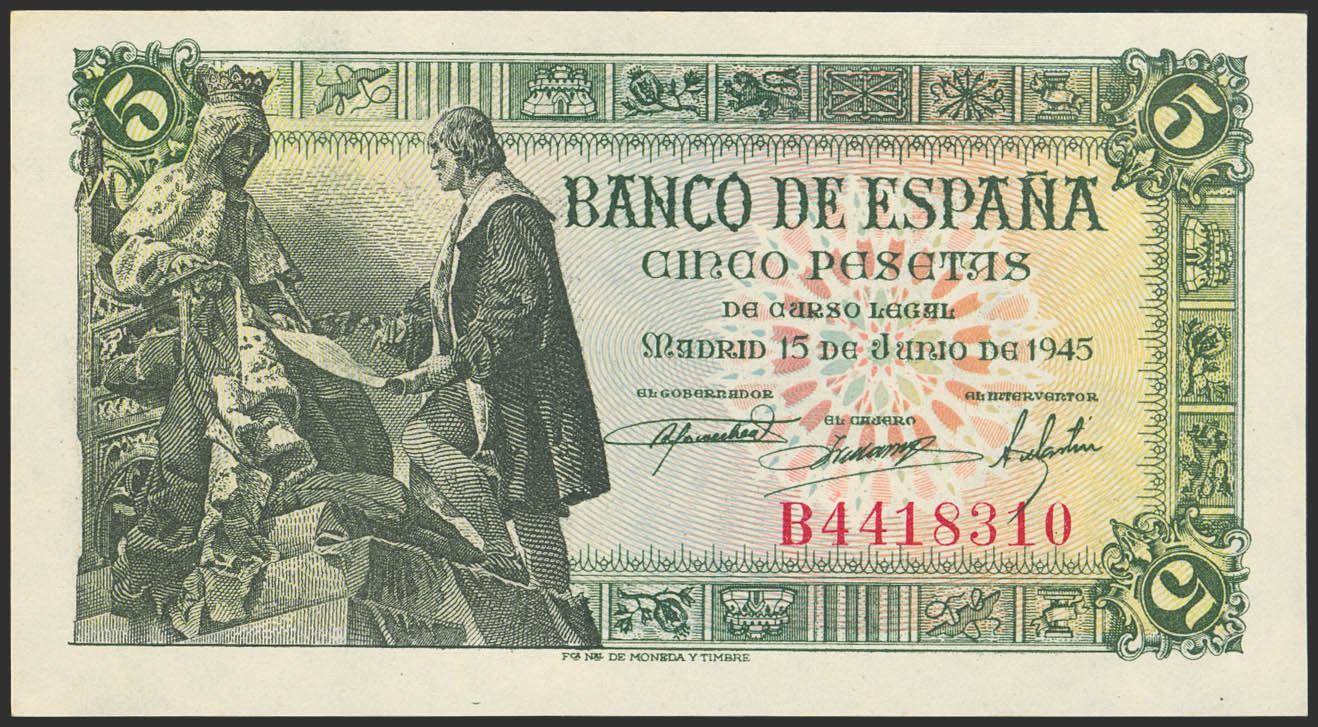 5
5
BANCO DE ESPAÑA
CINCO PESETAS
DE CURSO LEGAL
MADRID 15 DE JUNIO DE 1945
EL GOBERNADOR
EL INTERVENTOR
EL CAJERO
B4418310
5
FCA NAL DE MONEDA Y TIMBRE